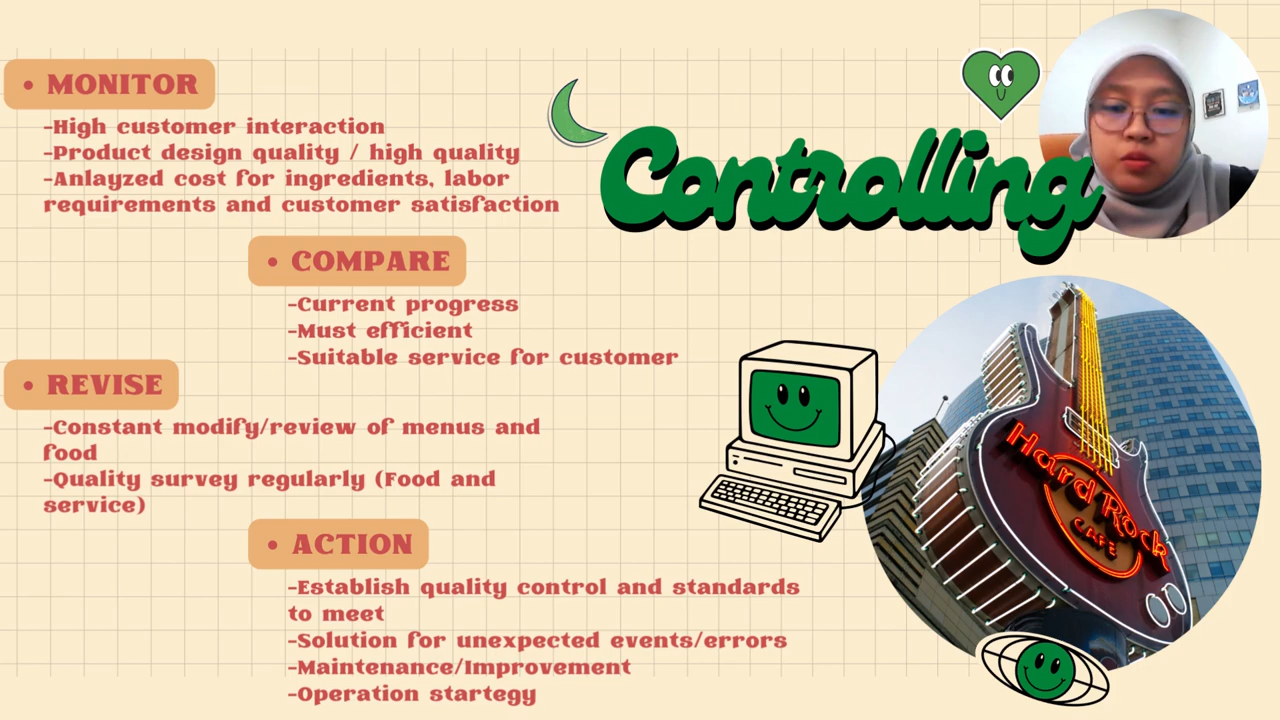 • MONITOR
-High customer interaction
-Product design quality / high quality
-Anlayzed cost for ingredients, labor
requirements and customer satisfaction
Controlling
• COMPARE
-Current progress
-Must efficient
-Suitable service for customer
• REVISE
-Constant modify/review of menus and
food
-Quality survey regularly (Food and
service)
• ACTION
-Establish quality control and standards
to meet
-Solution for unexpected events/errors
-Maintenance/Improvement
-Operation startegy
Hard Rock
CAFE